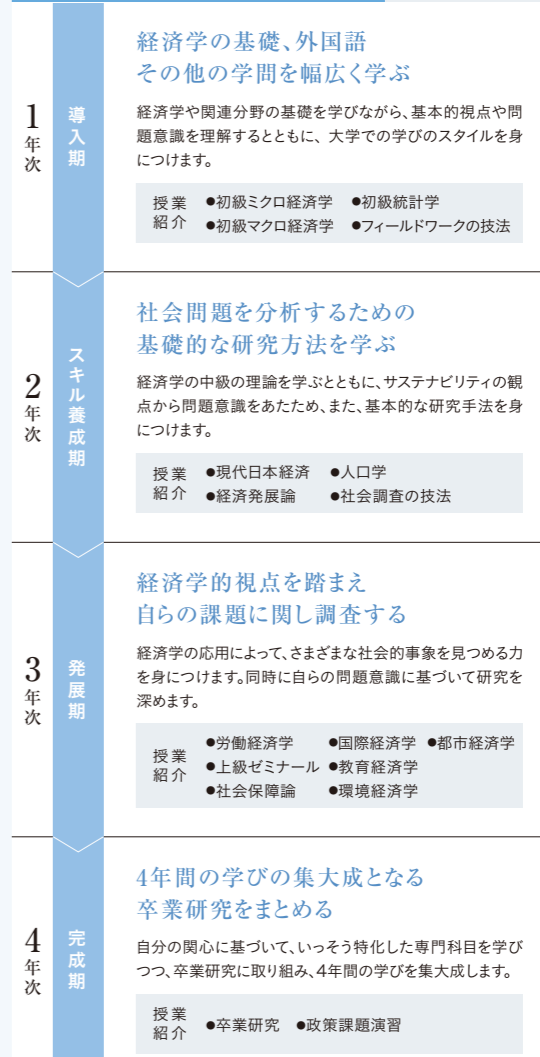 1年次
導入期
経済学の基礎、外国語
その他の学問を幅広く学ぶ
経済学や関連分野の基礎を学びながら、基本的視点や問
題意識を理解するとともに、大学での学びのスタイルを身
につけます。
授業紹介
●初級ミクロ経済学 ●初級統計学
●初級マクロ経済学 ●フィールドワークの技法
2年次
スキル養成期
社会問題を分析するための
基礎的な研究方法を学ぶ
経済学の中級の理論を学ぶとともに、サステナビリティの観
点から問題意識をあたため、また、基本的な研究手法を身
につけます。
授業紹介
●現代日本経済 ●人口学
●経済発展論 ●社会調査の技法
3年次
発展期
経済学的視点を踏まえ
自らの課題に関し調査する
経済学の応用によって、さまざまな社会的事象を見つめる力
を身につけます。同時に自らの問題意識に基づいて研究を
深めます。
授業紹介
●労働経済学 ●国際経済学 ●都市経済学
●上級ゼミナール ●教育経済学
●社会保障論 ●環境経済学
4年次
完成期
4年間の学びの集大成となる
卒業研究をまとめる
自分の関心に基づいて、いっそう特化した専門科目を学び
つつ、卒業研究に取り組み、4年間の学びを集大成します。
授業紹介
●卒業研究 ●政策課題演習